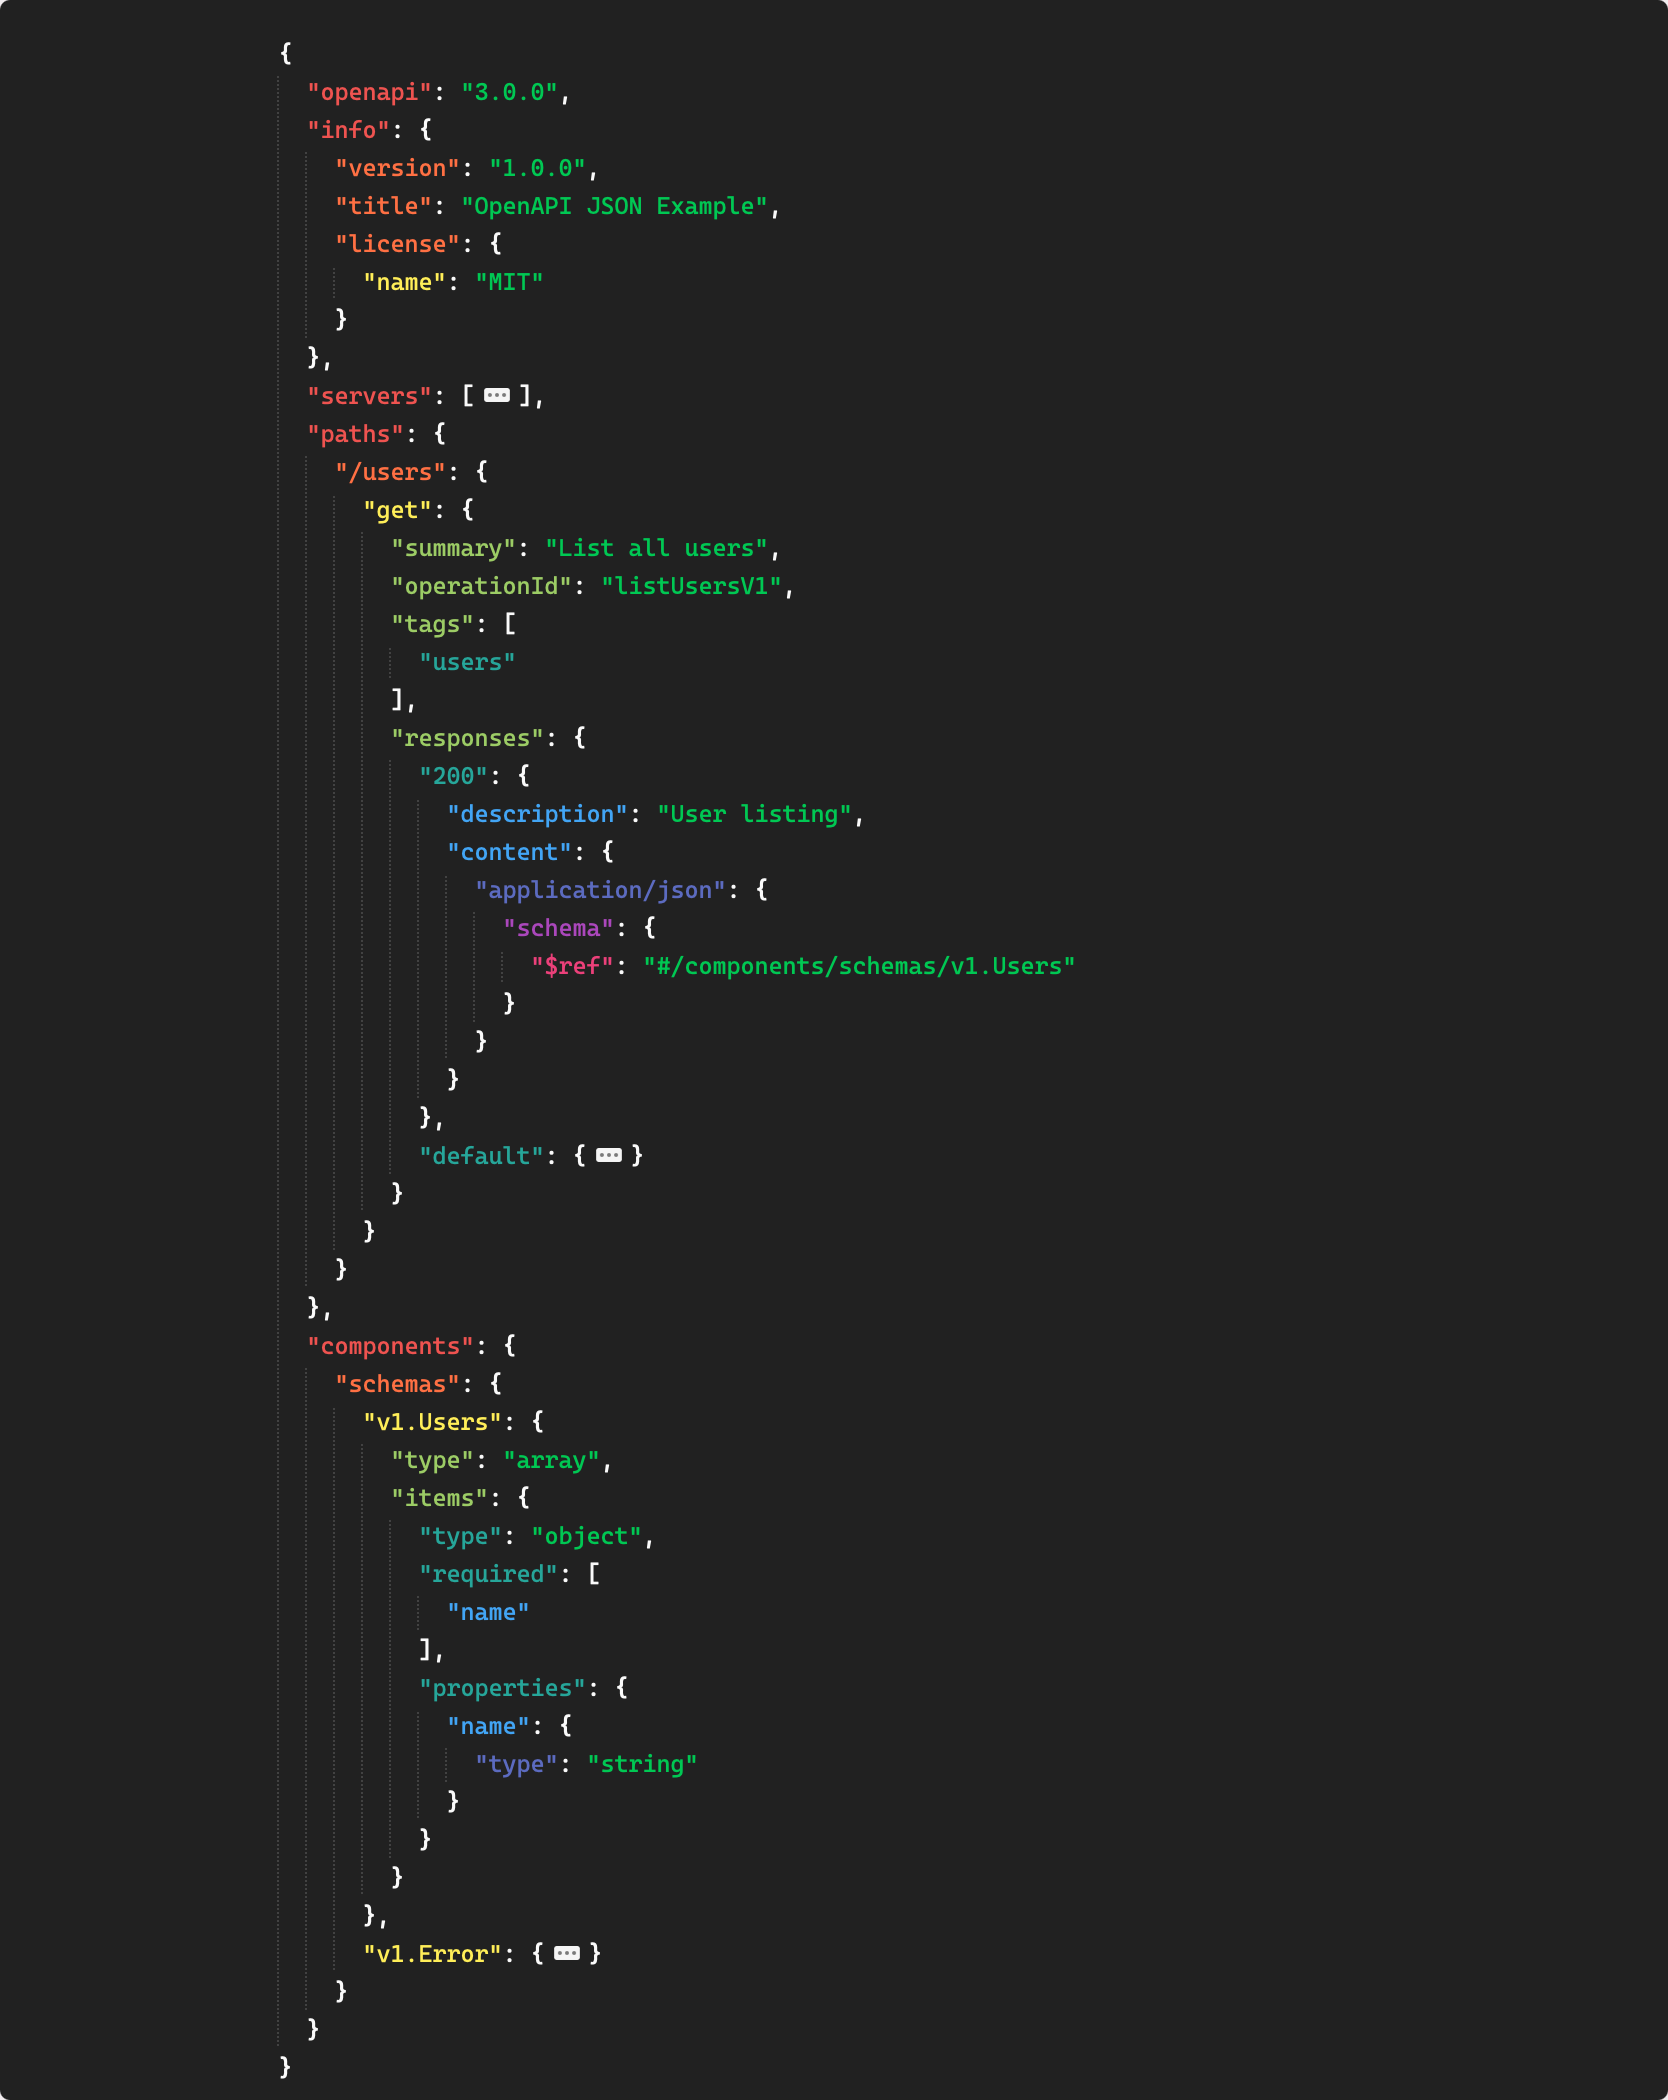 {
  "openapi": "3.0.0",
  "info": {
    "version": "1.0.0",
    "title": "OpenAPI JSON Example",
    "license": {
      "name": "MIT"
    }
  },
  "servers": [ ... ],
  "paths": {
    "/users": {
      "get": {
        "summary": "List all users",
        "operationId": "listUsersV1",
        "tags": [
          "users"
        ],
        "responses": {
          "200": {
            "description": "User listing",
            "content": {
              "application/json": {
                "schema": {
                  "$ref": "#/components/schemas/v1.Users"
                }
              }
            }
          },
          "default": { ... }
        }
      }
    }
  },
  "components": {
    "schemas": {
      "v1.Users": {
        "type": "array",
        "items": {
          "type": "object",
          "required": [
            "name"
          ],
          "properties": {
            "name": {
              "type": "string"
            }
          }
        }
      },
      "v1.Error": { ... }
    }
  }
}